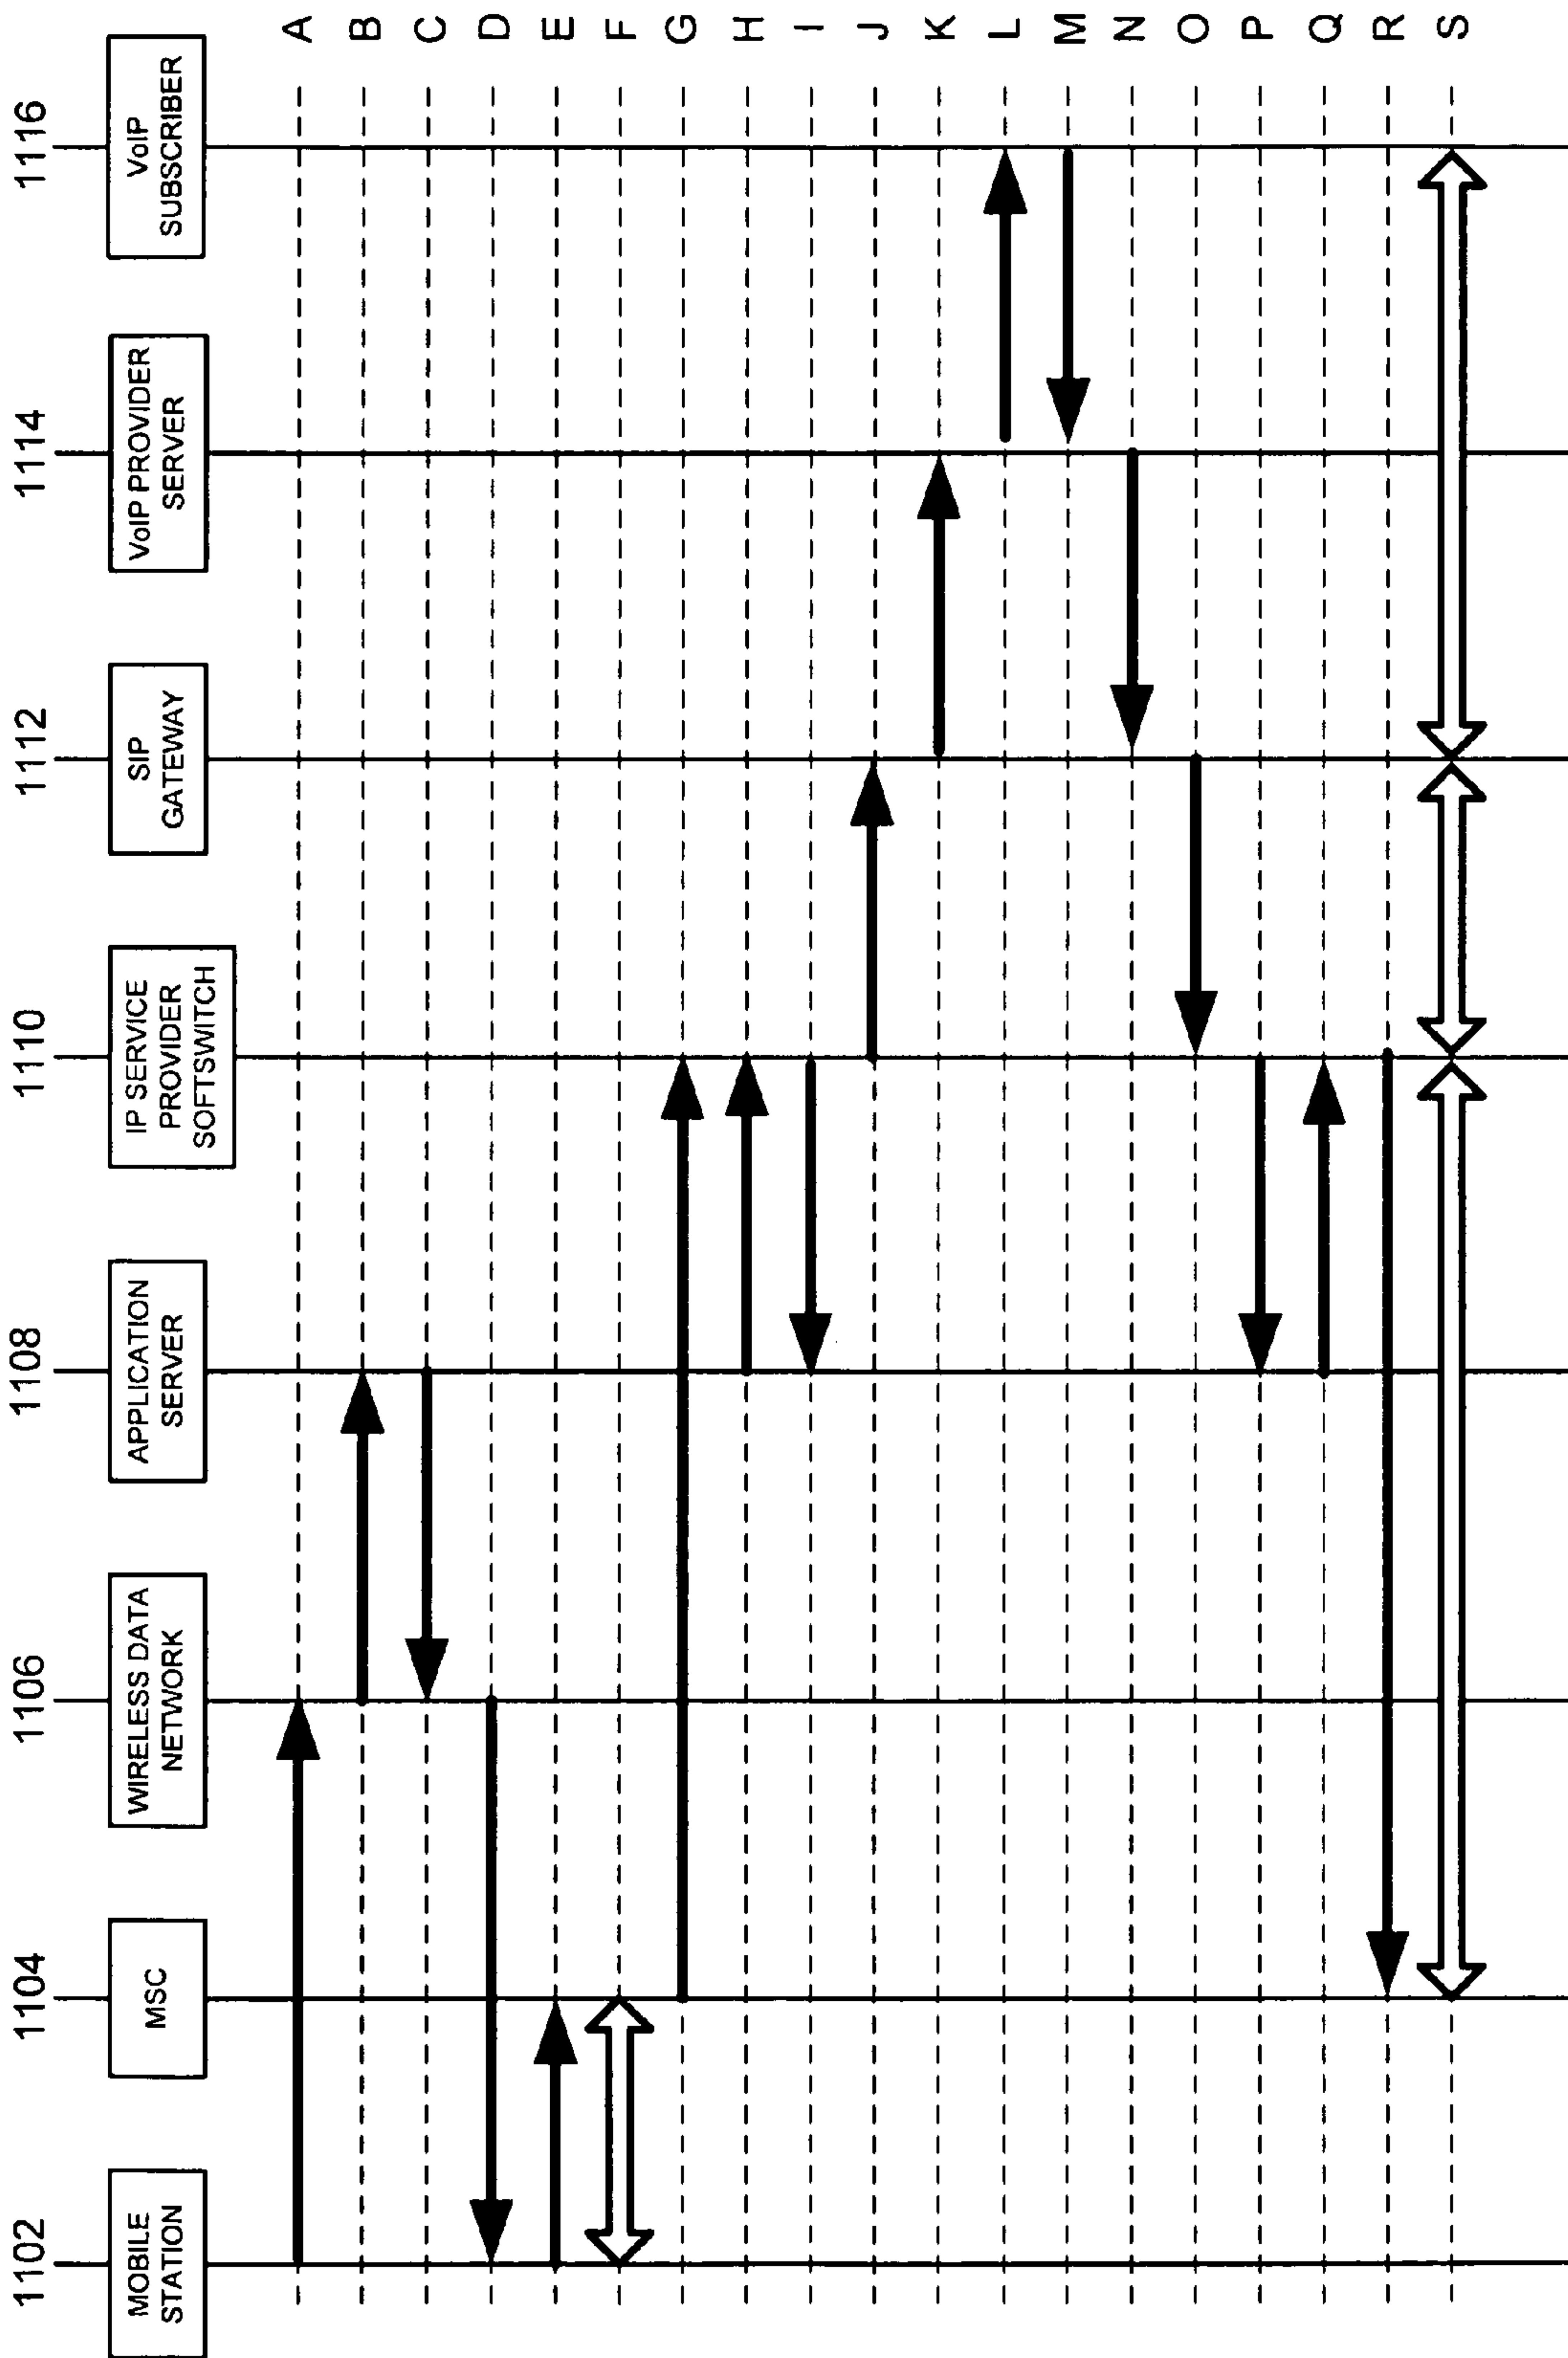 1102
1104
1106
1108
1110
1112
1114
1116
MOBILE
STATION
MSC
WIRELESS DATA
NETWORK
APPLICATION
SERVER
IP SERVICE
PROVIDER
SOFTSWITCH
SIP
GATEWAY
VoIP PROVIDER
SERVER
VoIP
SUBSCRIBER
A
B
C
D
E
F
G
H
I
J
K
L
M
N
O
P
Q
R
S